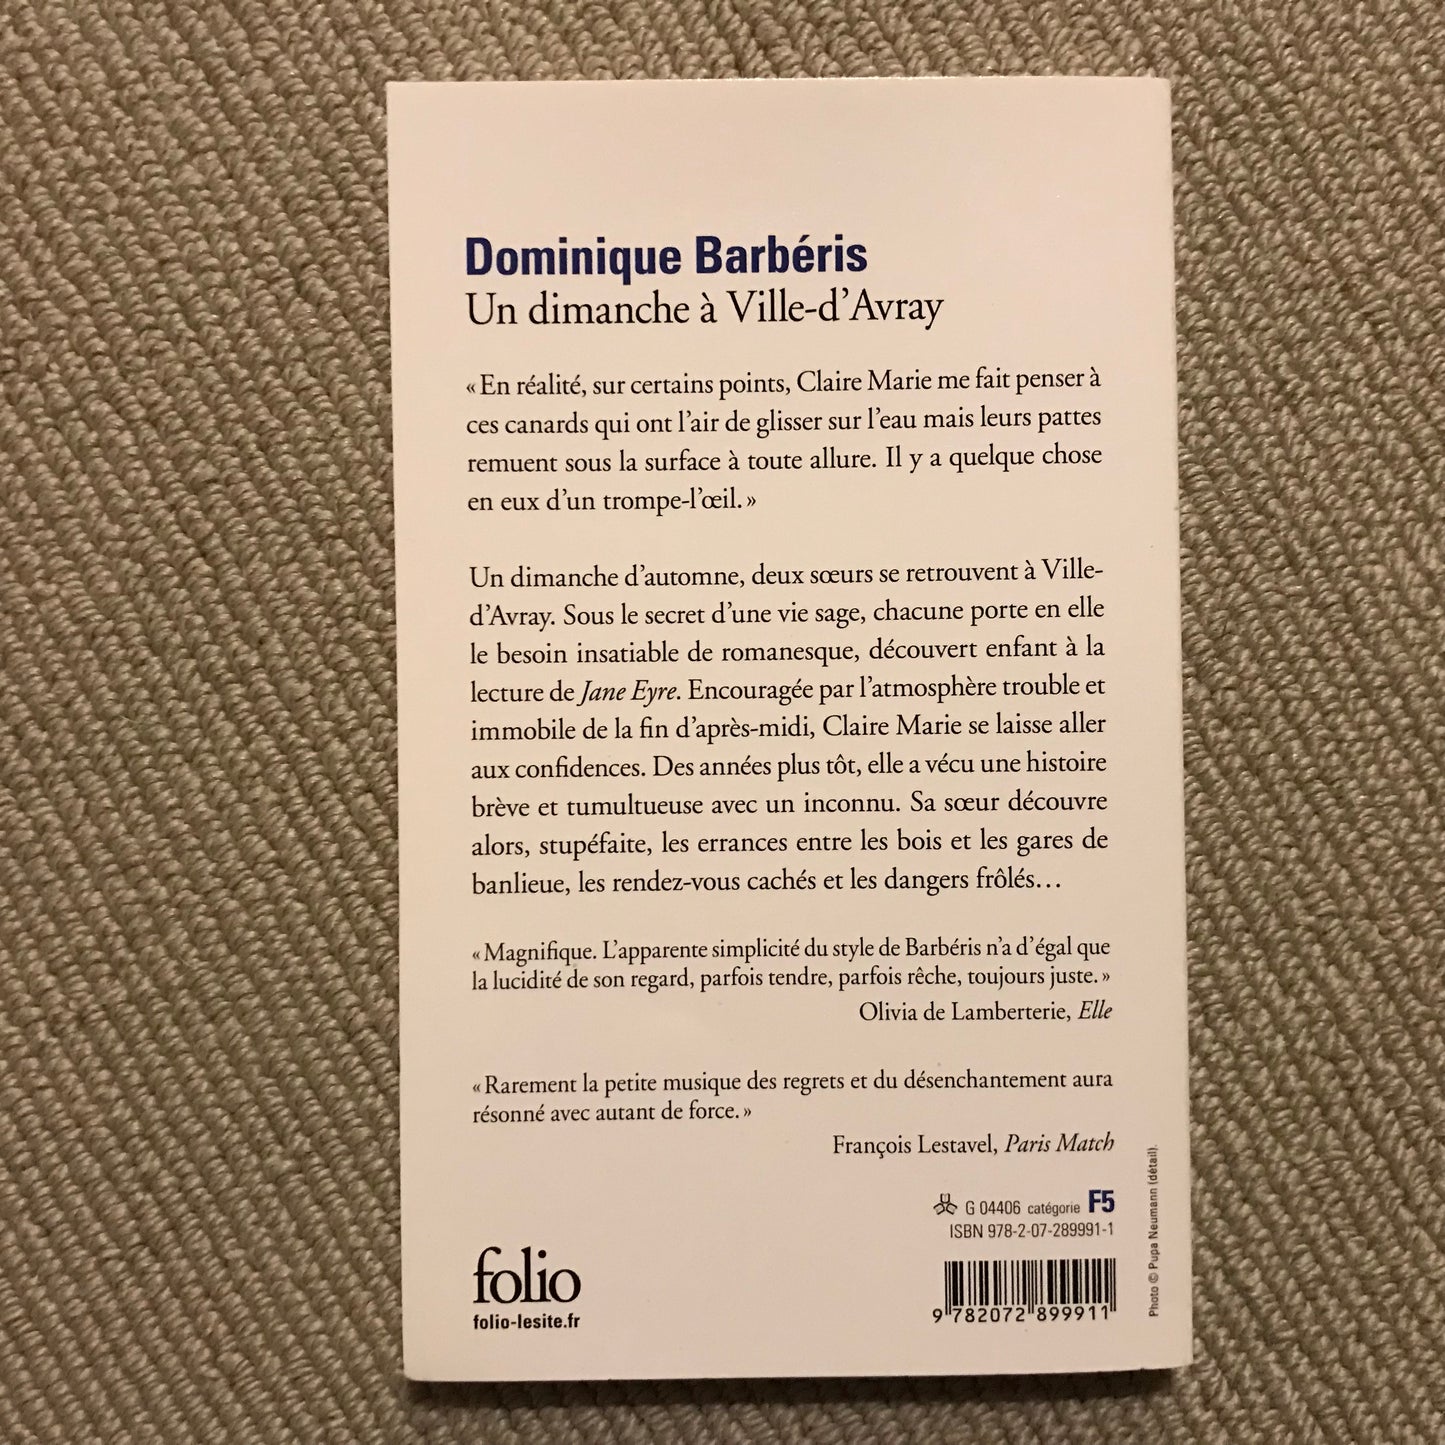 Dominique Barbéris
Un dimanche à Ville-d'Avray
« En réalité, sur certains points, Claire Marie me fait penser à
ces canards qui ont l'air de glisser sur l'eau mais leurs pattes
remuent sous la surface à toute allure. Il y a quelque chose
en eux d'un trompe-l'œil. »
Un dimanche d'automne, deux sœurs se retrouvent à Ville-
d'Avray. Sous le secret d'une vie sage, chacune porte en elle
le besoin insatiable de romanesque, découvert enfant à la
lecture de Jane Eyre. Encouragée par l'atmosphère trouble et
immobile de la fin d'après-midi, Claire Marie se laisse aller
aux confidences. Des années plus tôt, elle a vécu une histoire
brève et tumultueuse avec un inconnu. Sa sœur découvre
alors, stupéfaite, les errances entre les bois et les gares de
banlieue, les rendez-vous cachés et les dangers frôlés...
« Magnifique. L'apparente simplicité du style de Barbéris n'a d'égal que
la lucidité de son regard, parfois tendre, parfois rêche, toujours juste. »
Olivia de Lamberterie, Elle
« Rarement la petite musique des regrets et du désenchantement aura
résonné avec autant de force. »
François Lestavel, Paris Match
G 04406 catégorie F5
ISBN 978-2-07-289991-1
9 782072 899911
folio
folio-lesite.fr
Photo © Pupa Neumann (détail).